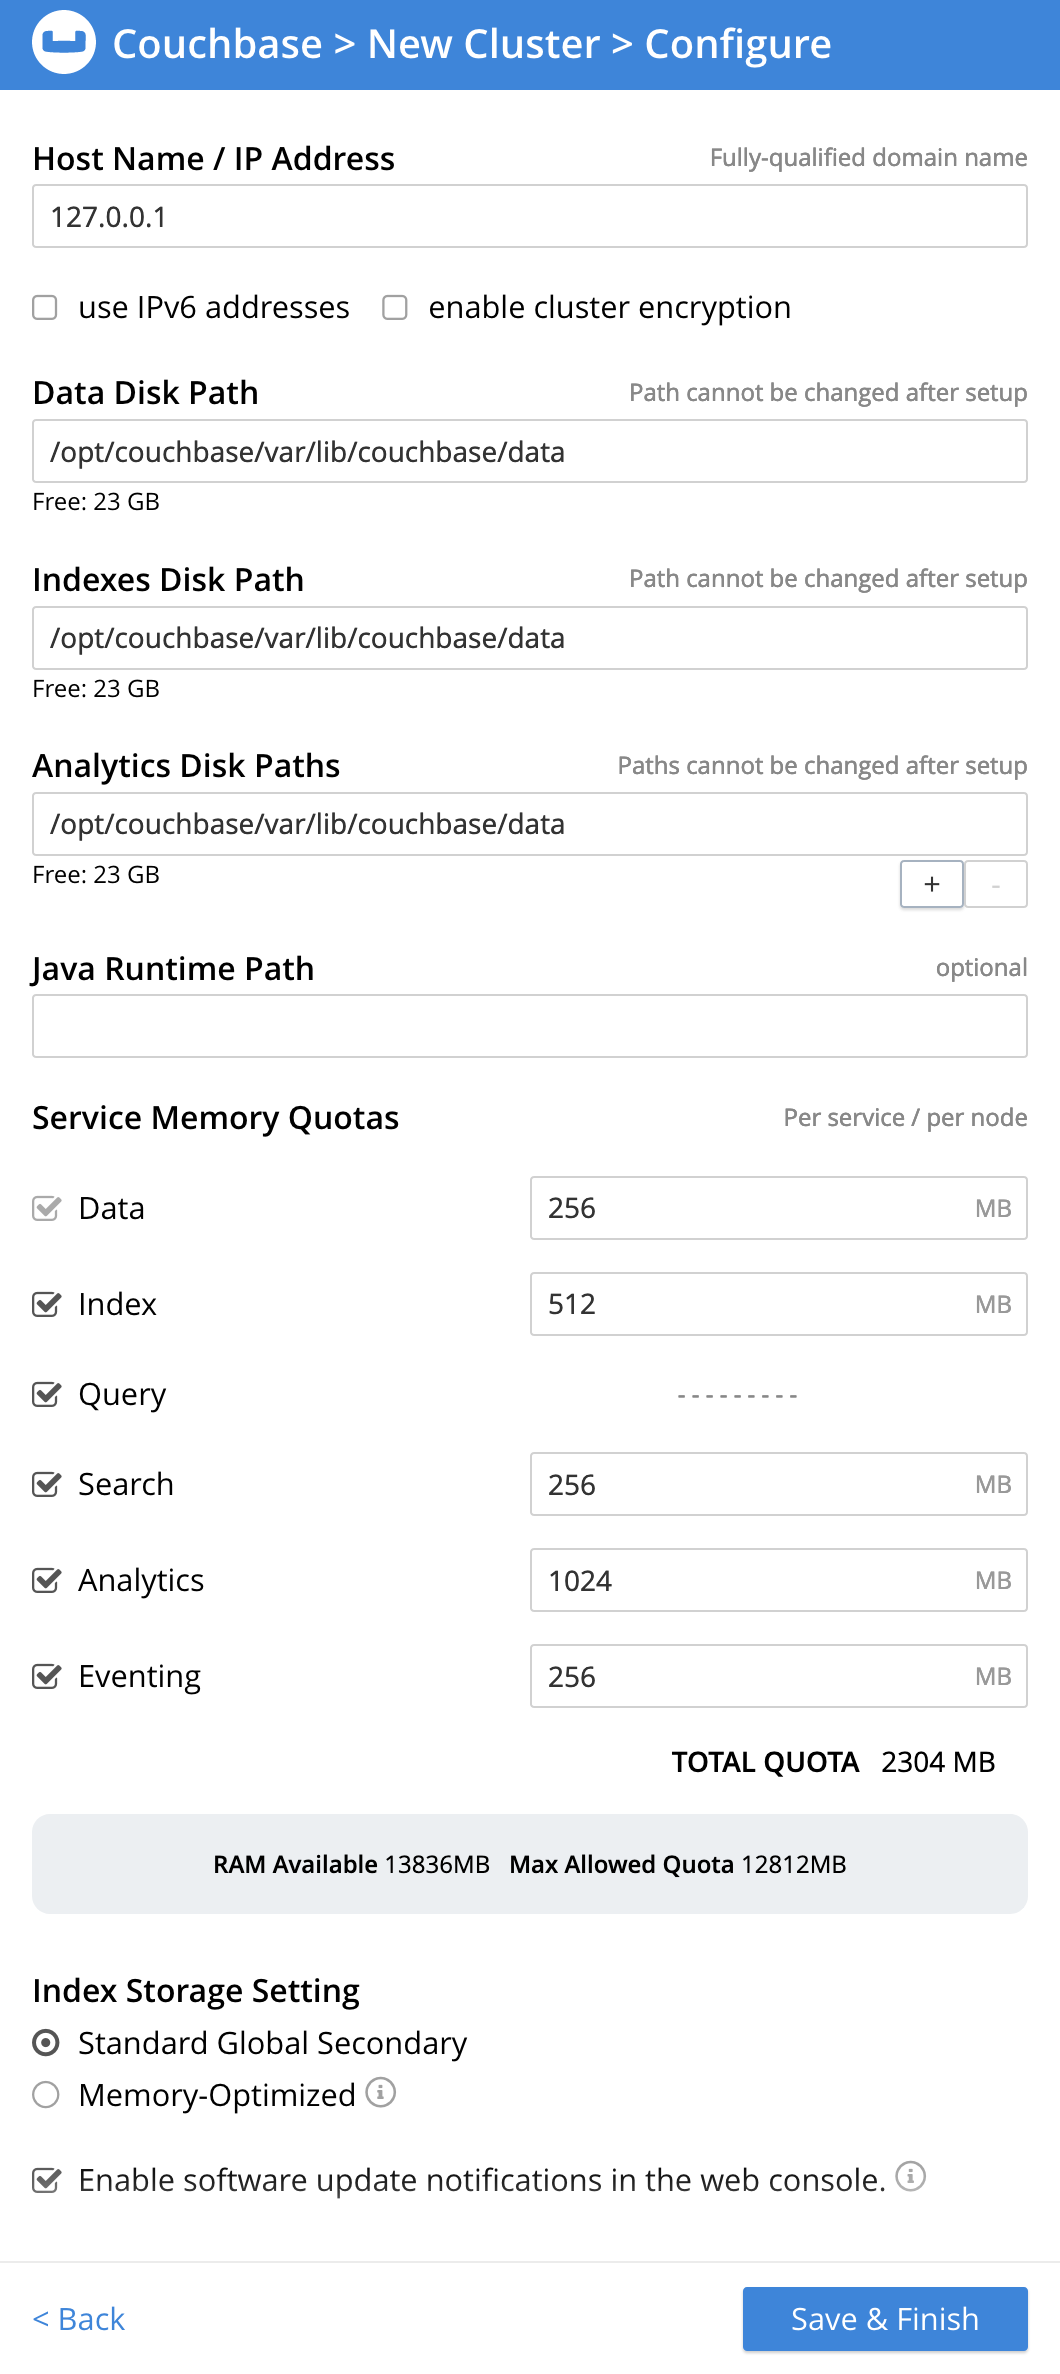 Couchbase > New Cluster > Configure
Host Name / IP Address Fully-qualified domain name
127.0.0.1
use IPv6 addresses enable cluster encryption
Data Disk Path Path cannot be changed after setup
/opt/couchbase/var/lib/couchbase/data
Free: 23 GB
Indexes Disk Path Path cannot be changed after setup
/opt/couchbase/var/lib/couchbase/data
Free: 23 GB
Analytics Disk Paths Paths cannot be changed after setup
/opt/couchbase/var/lib/couchbase/data
Free: 23 GB
+ -
Java Runtime Path optional
Service Memory Quotas Per service / per node
Data 256 MB
Index 512 MB
Query ---------
Search 256 MB
Analytics 1024 MB
Eventing 256 MB
TOTAL QUOTA 2304 MB
RAM Available 13836MB Max Allowed Quota 12812MB
Index Storage Setting
Standard Global Secondary
Memory-Optimized i
Enable software update notifications in the web console. i
< Back Save & Finish